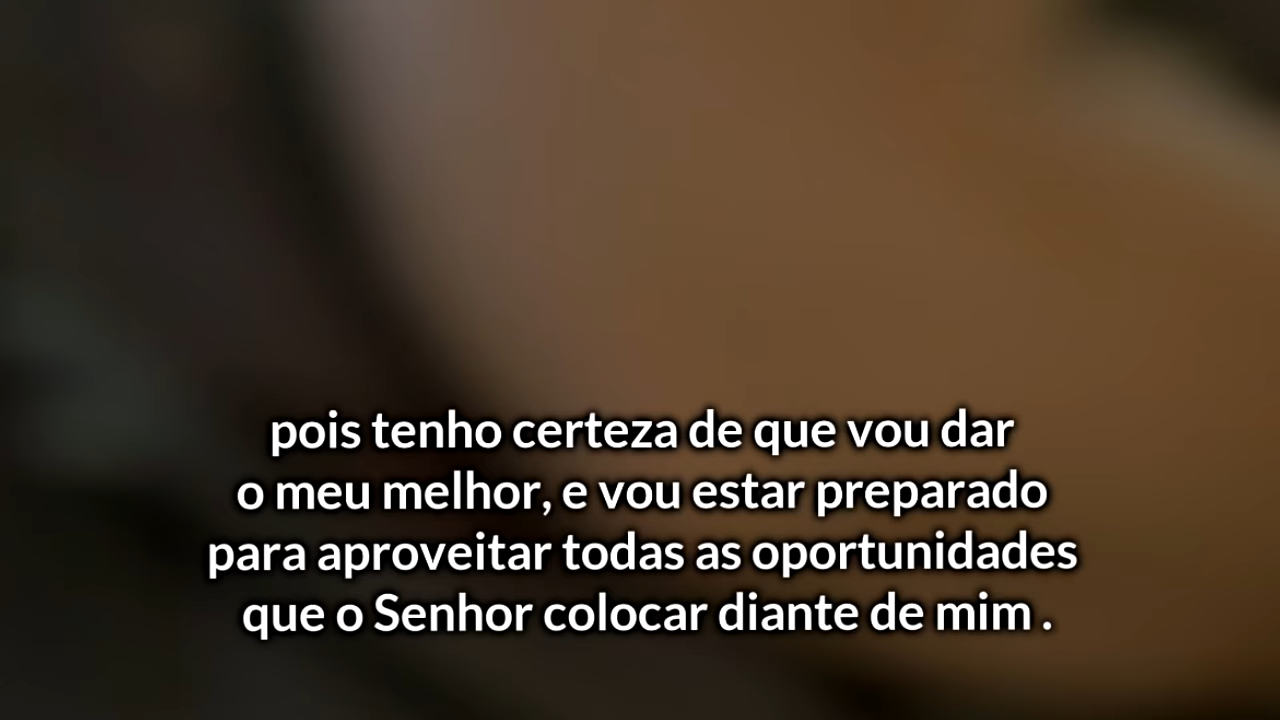 pois tenho certeza de que vou dar
o meu melhor, e vou estar preparado
para aproveitar todas as oportunidades
que o Senhor colocar diante de mim .